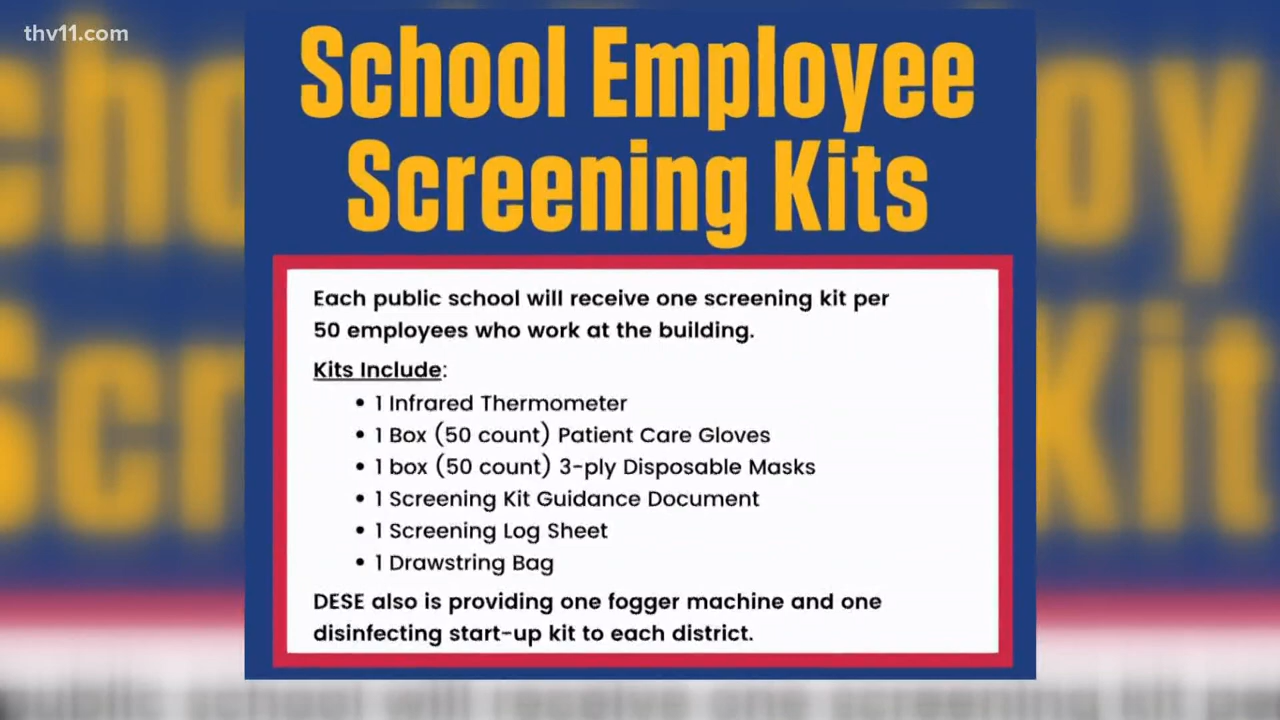 thv11.com
School Employee
Screening Kits
Each public school will receive one screening kit per
50 employees who work at the building.
Kits Include:
• 1 Infrared Thermometer
• 1 Box (50 count) Patient Care Gloves
• 1 box (50 count) 3-ply Disposable Masks
• 1 Screening Kit Guidance Document
• 1 Screening Log Sheet
• 1 Drawstring Bag
DESE also is providing one fogger machine and one
disinfecting start-up kit to each district.